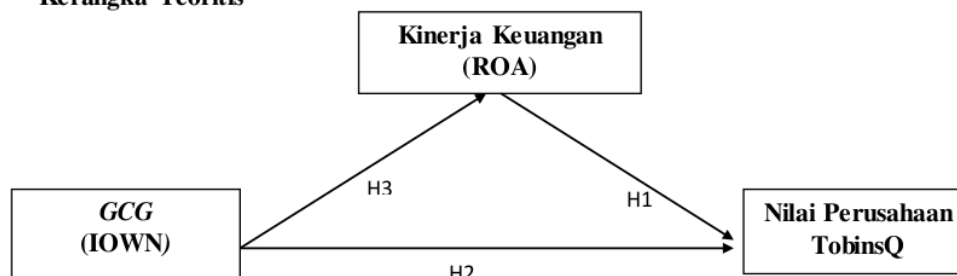 Kerangka Teoritis
Kinerja Keuangan
(ROA)
H3
H1
GCG
(IOWN)
Nilai Perusahaan
TobinsQ
H2